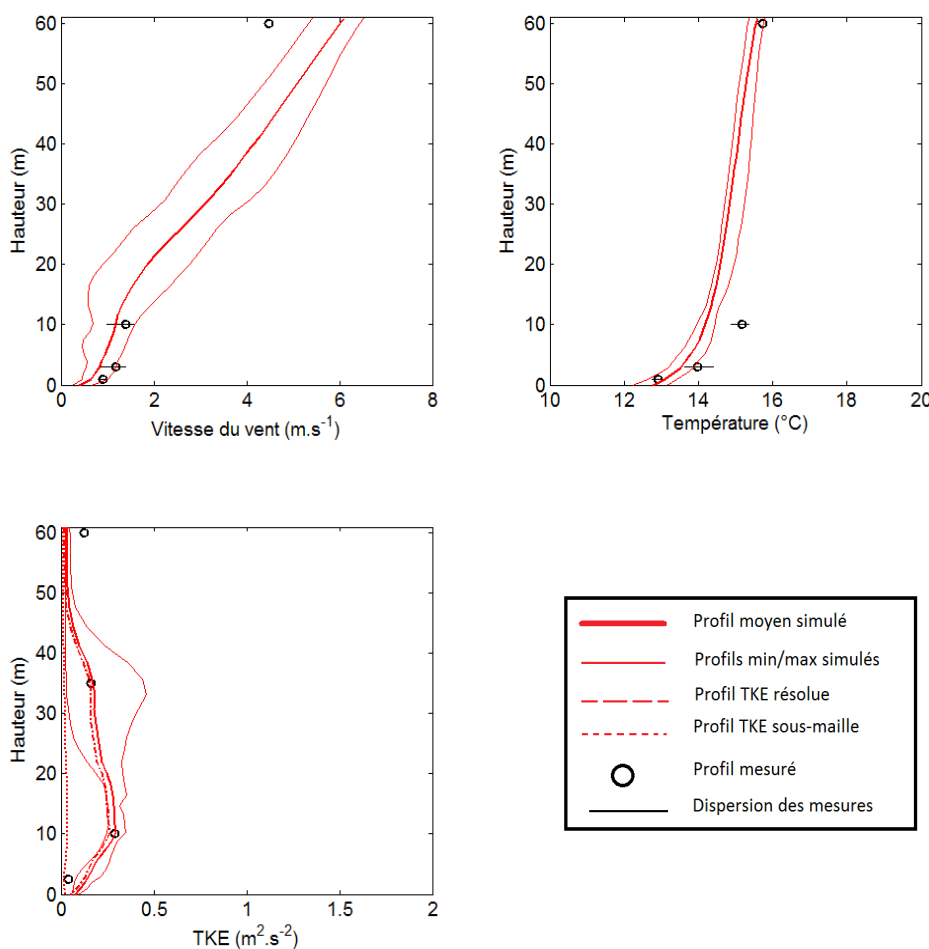 60
50
40
30
20
10
0
Hauteur (m)
0 2 4 6 8
Vitesse du vent (m.s-1)
60
50
40
30
20
10
0
Hauteur (m)
10 12 14 16 18 20
Température (°C)
60
50
40
30
20
10
0
Hauteur (m)
0 0.5 1 1.5 2
TKE (m2.s-2)
Profil moyen simulé
Profils min/max simulés
Profil TKE résolue
Profil TKE sous-maille
Profil mesuré
Dispersion des mesures